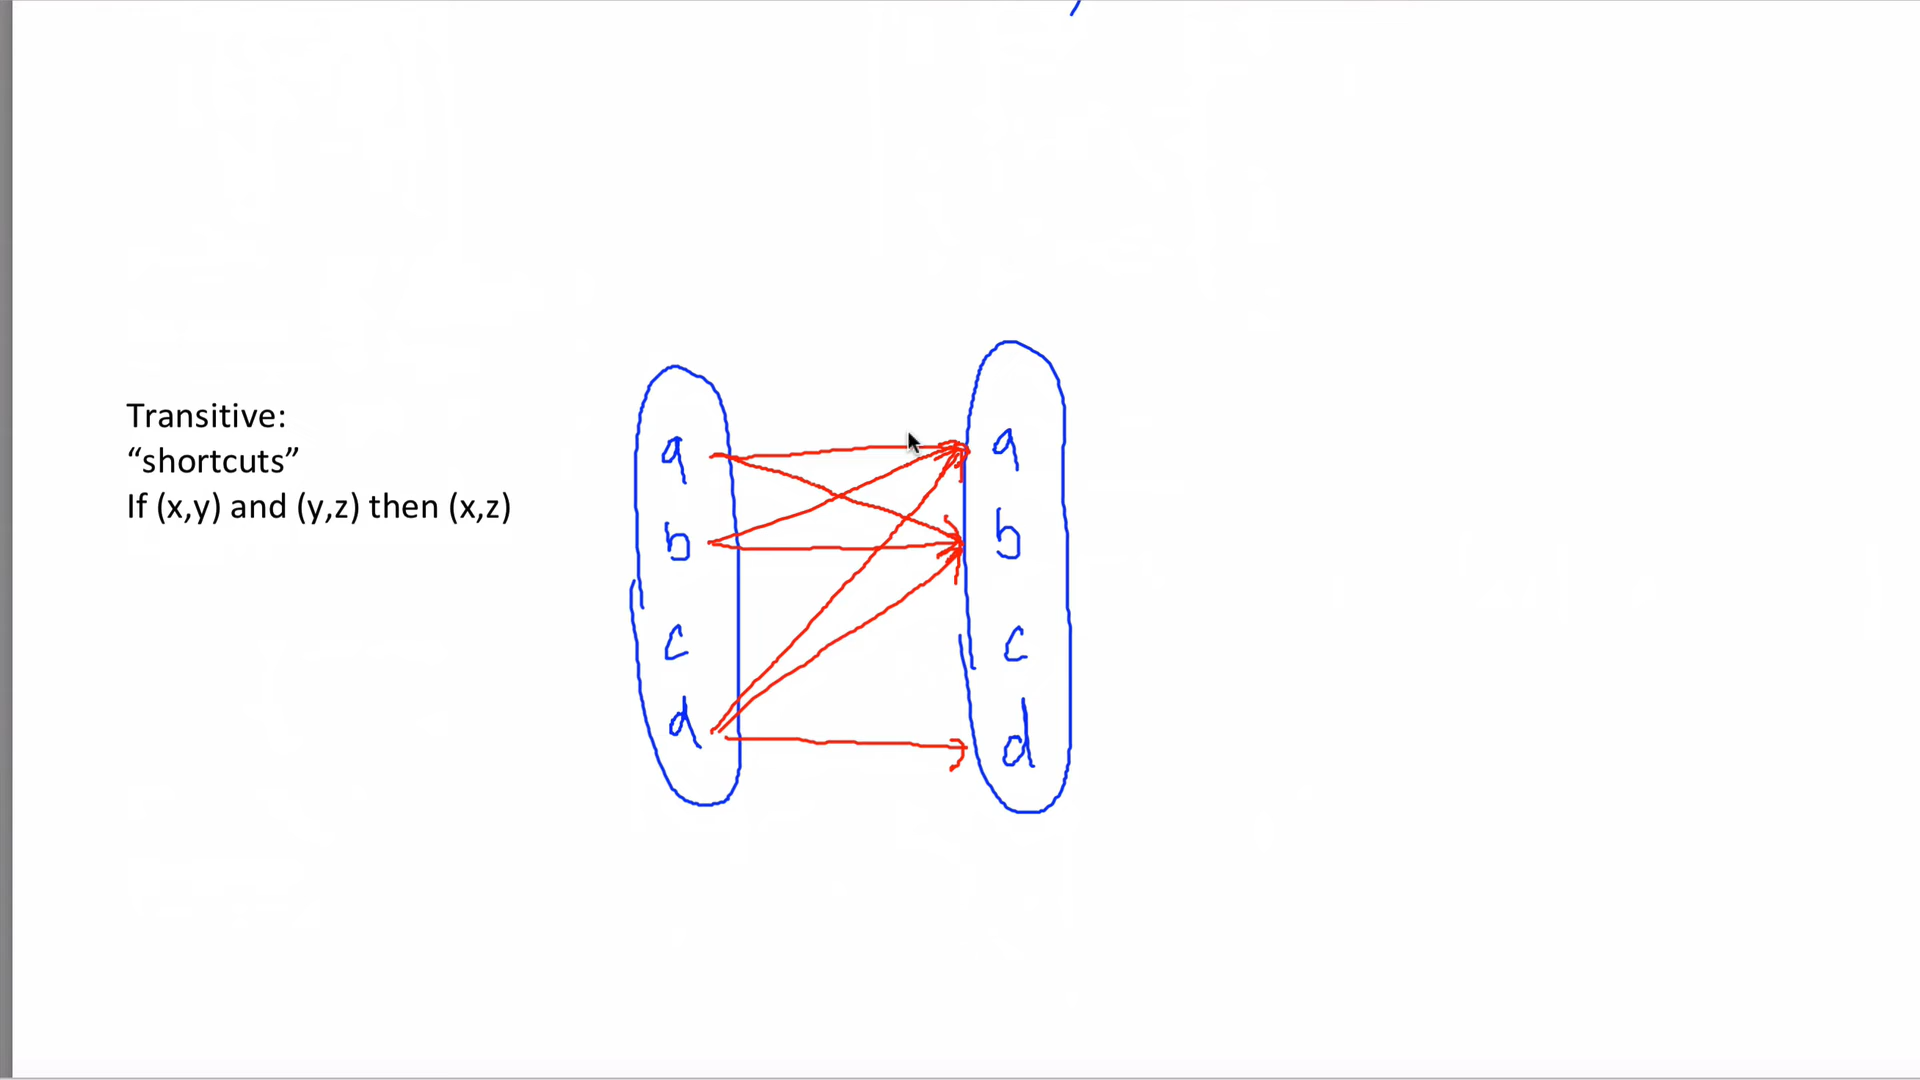 Transitive:
“shortcuts”
If (x,y) and (y,z) then (x,z)
a a
b b
c c
d d